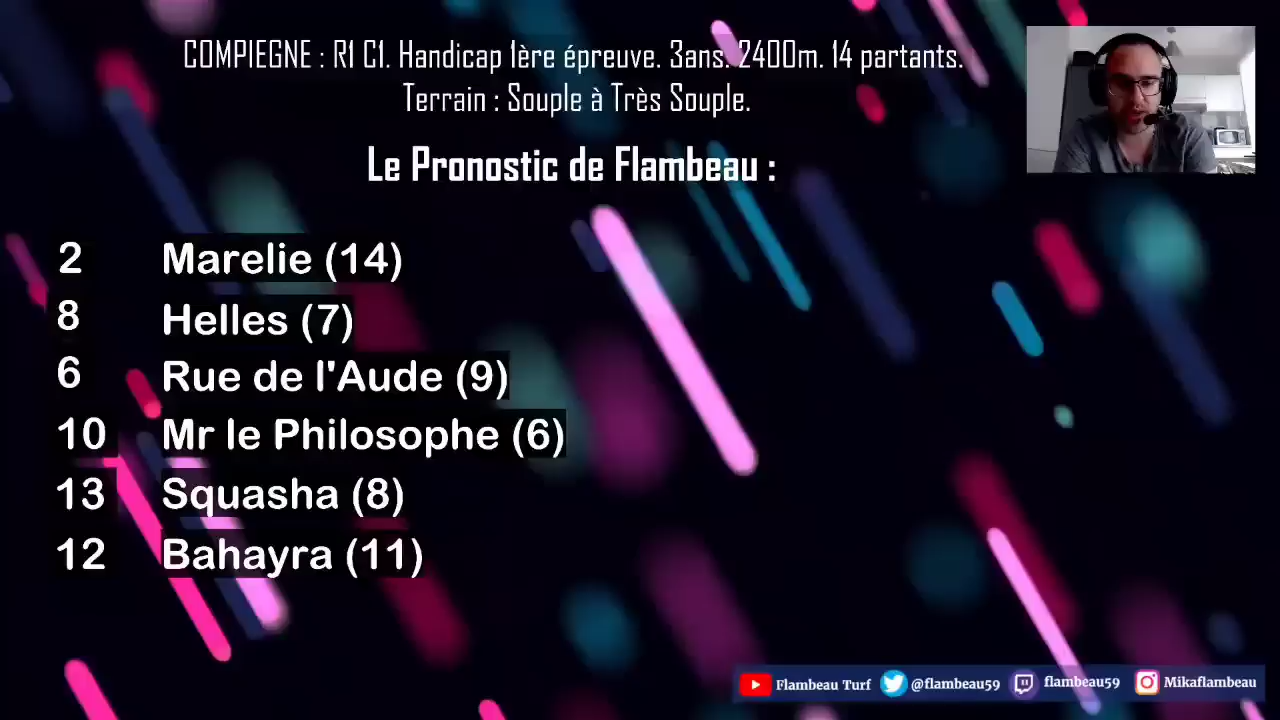 COMPIEGNE : R1 C1. Handicap 1ère épreuve. 3ans. 2400m. 14 partants.
Terrain : Souple à Très Souple.
Le Pronostic de Flambeau :
2 Marelie (14)
8 Helles (7)
6 Rue de l'Aude (9)
10 Mr le Philosophe (6)
13 Squasha (8)
12 Bahayra (11)
Flambeau Turf @flambeau59 flambeau59 Mikaflambeau